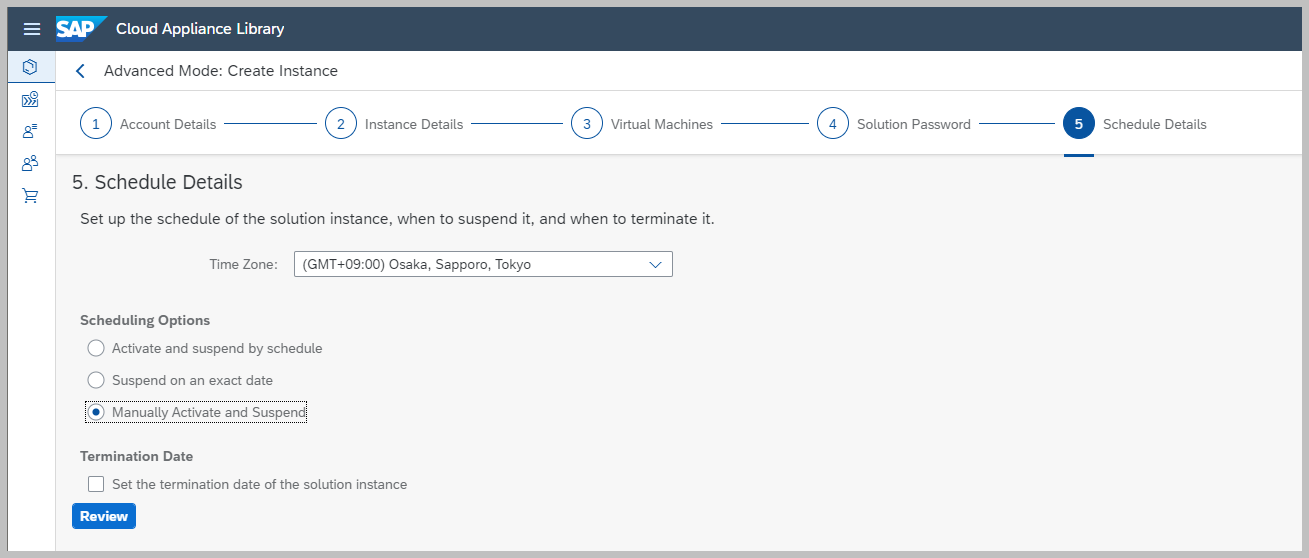 SAP Cloud Appliance Library
Advanced Mode: Create Instance
1 Account Details 2 Instance Details 3 Virtual Machines 4 Solution Password 5 Schedule Details
5. Schedule Details
Set up the schedule of the solution instance, when to suspend it, and when to terminate it.
Time Zone: (GMT+09:00) Osaka, Sapporo, Tokyo
Scheduling Options
Activate and suspend by schedule
Suspend on an exact date
Manually Activate and Suspend
Termination Date
Set the termination date of the solution instance
Review